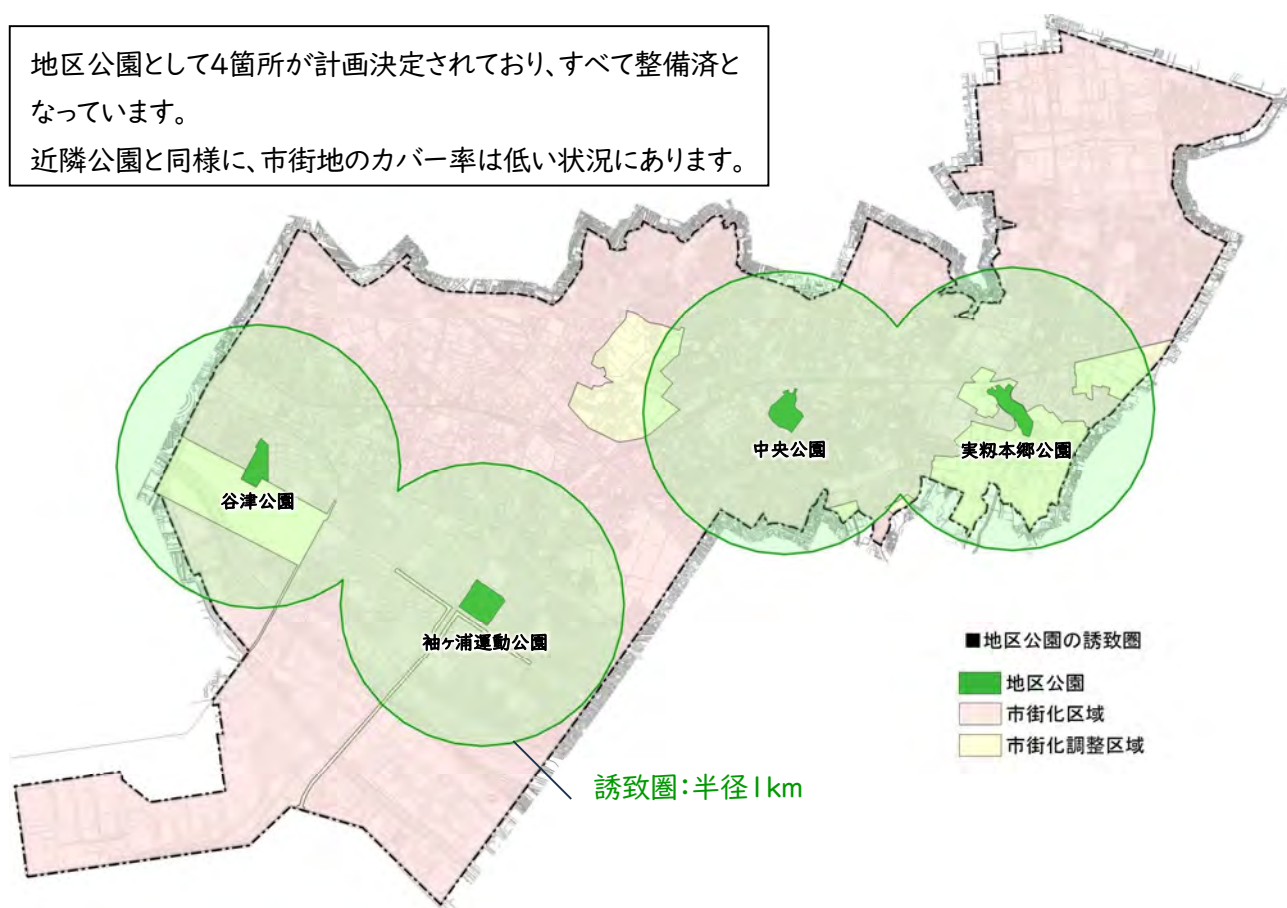 地区公園として4箇所が計画決定されており、すべて整備済と
なっています。
近隣公園と同様に、市街地のカバー率は低い状況にあります。
中央公園
実籾本郷公園
谷津公園
袖ヶ浦運動公園
■地区公園の誘致圏
地区公園
市街化区域
市街化調整区域
誘致圏：半径1km